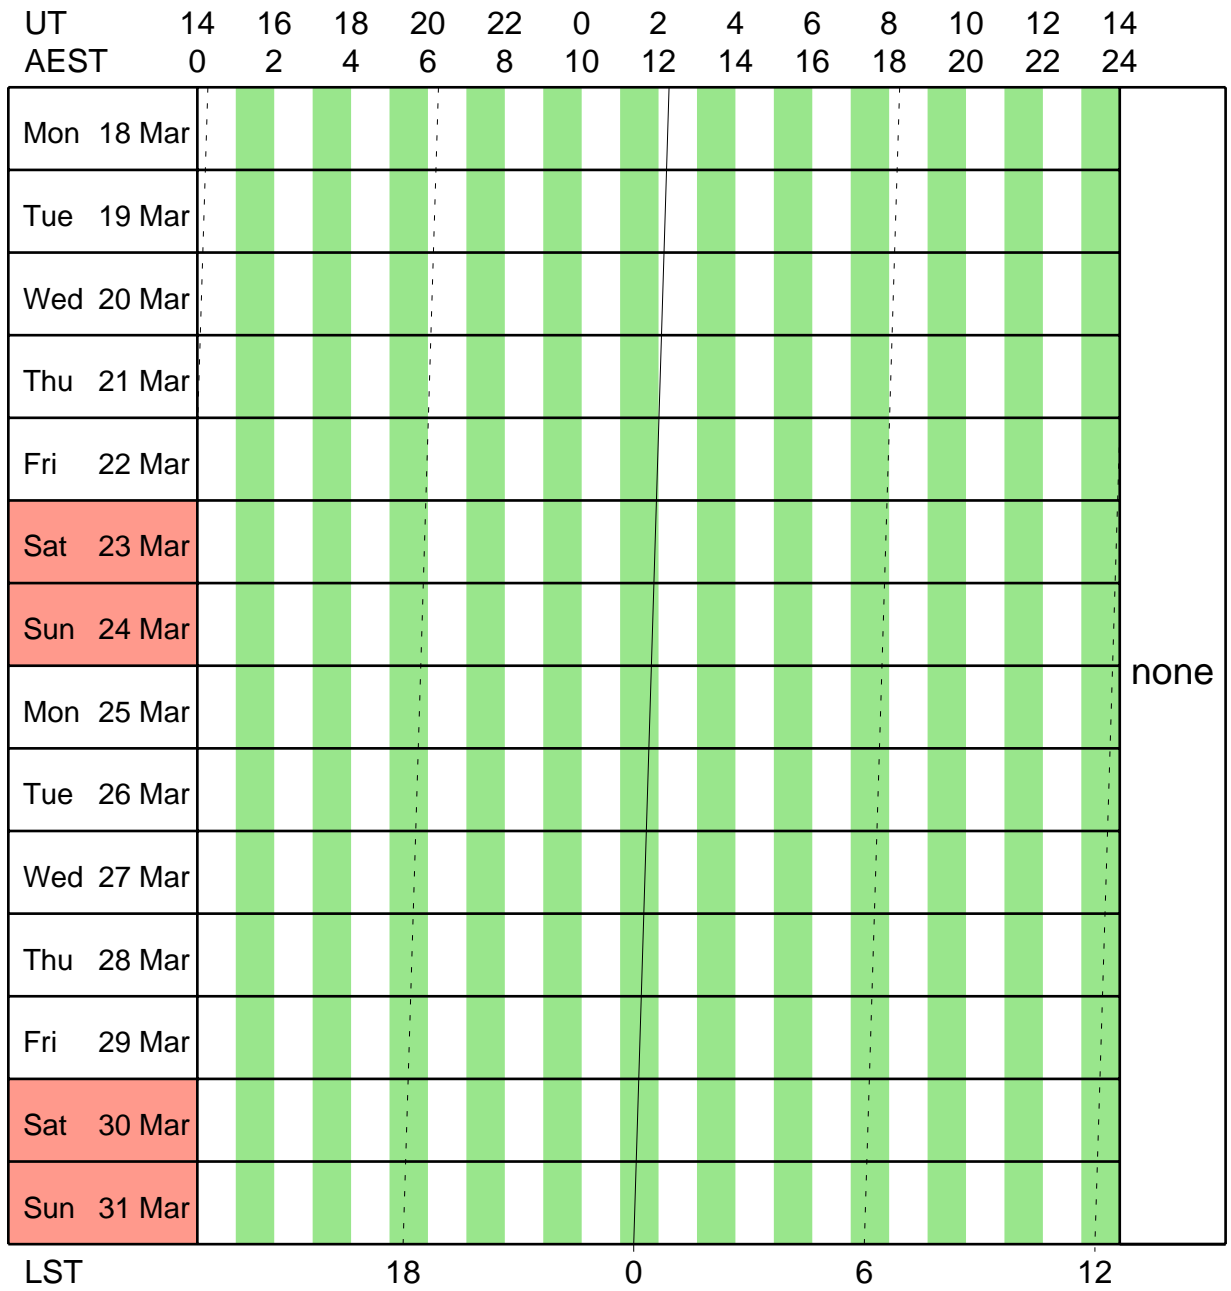 UT 14 16 18 20 22 0 2 4 6 8 10 12 14
AEST 0 2 4 6 8 10 12 14 16 18 20 22 24
Mon 18 Mar
Tue 19 Mar
Wed 20 Mar
Thu 21 Mar
Fri 22 Mar
Sat 23 Mar
Sun 24 Mar
none
Mon 25 Mar
Tue 26 Mar
Wed 27 Mar
Thu 28 Mar
Fri 29 Mar
Sat 30 Mar
Sun 31 Mar
LST 18 0 6 12